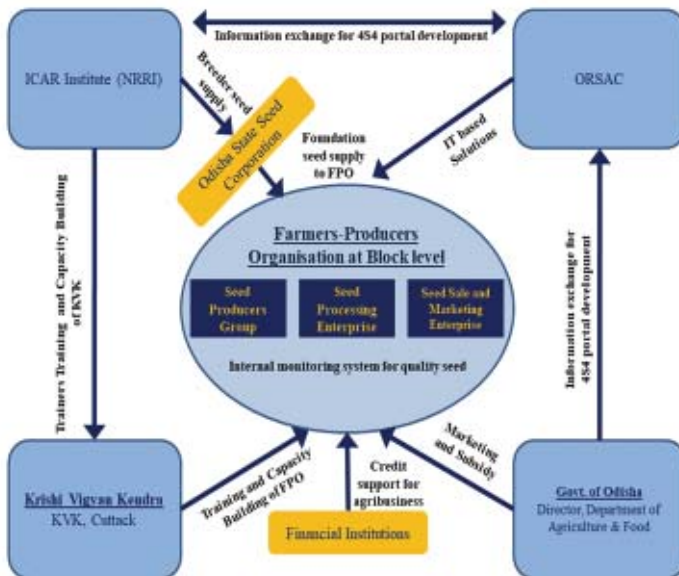 Information exchange for 4S4 portal development
ICAR Institute (NRRI)
ORSAC
Breeder seed
supply
Odisha State Seed
Corporation
Foundation
seed supply
to FPO
IT based
Solutions
Farmers-Producers
Organisation at Block level
Seed
Producers
Group
Seed
Processing
Enterprise
Seed Sale and
Marketing
Enterprise
Internal monitoring system for quality seed
Trainers Training and Capacity Building
of KVK
Information exchange for
4S4 portal development
Krishi Vigyan Kendra
KVK, Cuttack
Training and Capacity
Building of FPO
Credit
support for
agribusiness
Marketing
and Subsidy
Financial Institutions
Govt. of Odisha
Director, Department of
Agriculture & Food